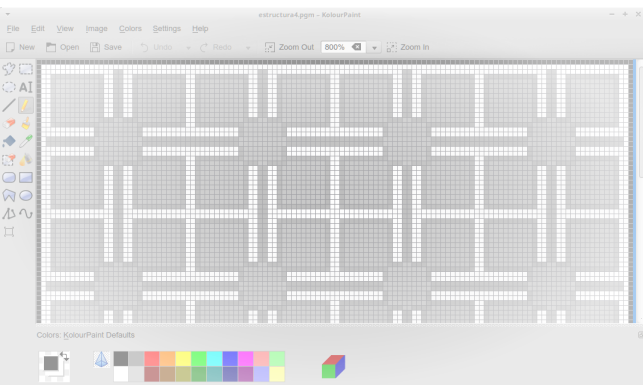 estructura4.pgm - KolourPaint
File Edit View Image Colors Settings Help
New Open Save Undo Redo Zoom Out 800% Zoom In
AI
Colors: KolourPaint Defaults